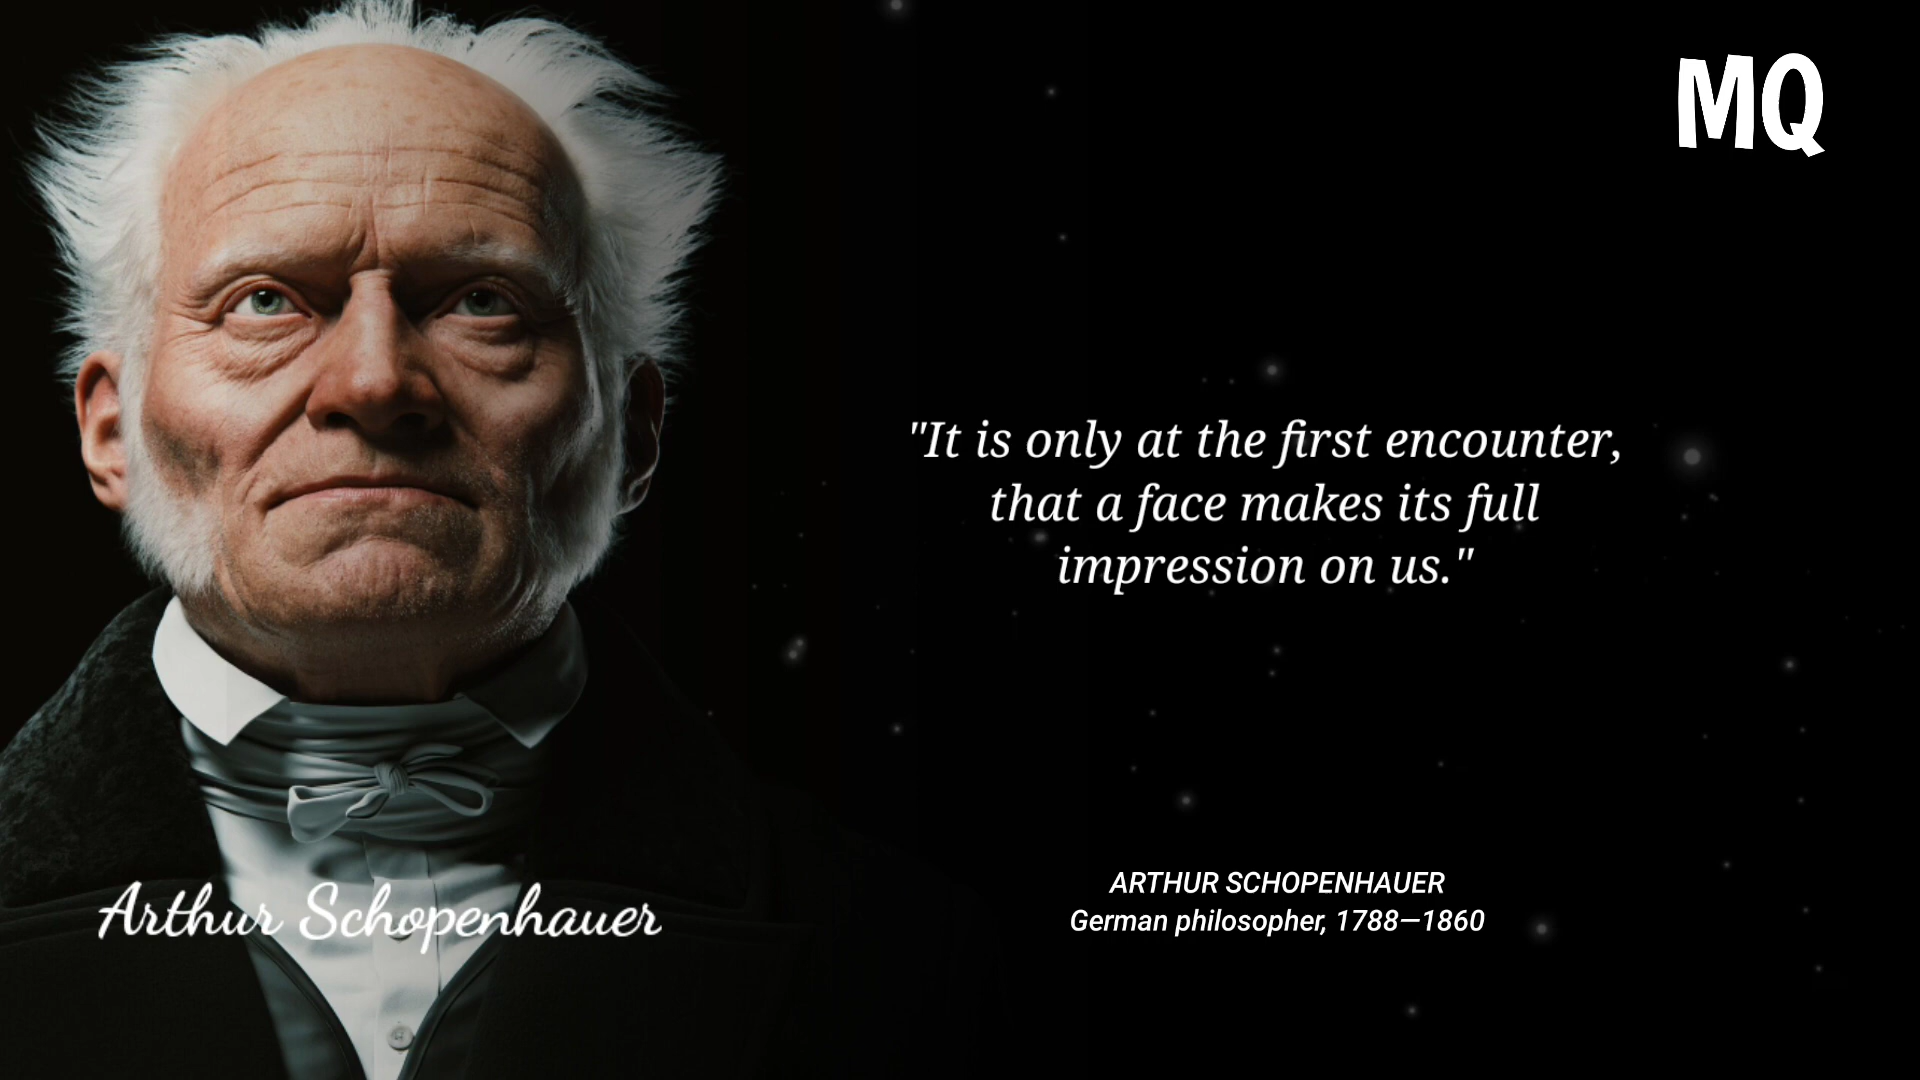 MQ
"It is only at the first encounter,
that a face makes its full
impression on us."
Arthur Schopenhauer
ARTHUR SCHOPENHAUER
German philosopher, 1788—1860